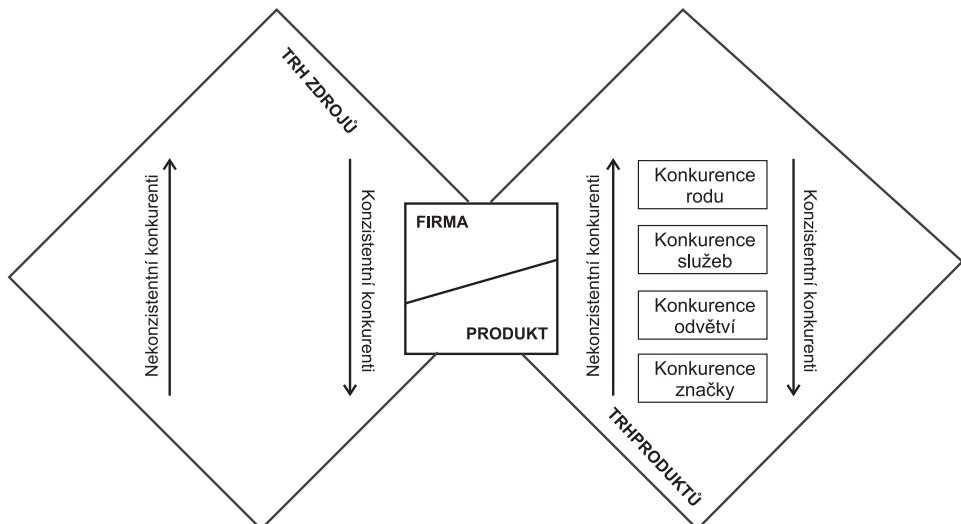 TRH ZDROJŮ
Nekonzistentní konkurenti
Konzistentní konkurenti
FIRMA
PRODUKT
Nekonzistentní konkurenti
Konkurence
rodu
Konkurence
služeb
Konkurence
odvětví
Konkurence
značky
Konzistentní konkurenti
TRHPRODUKTŮ